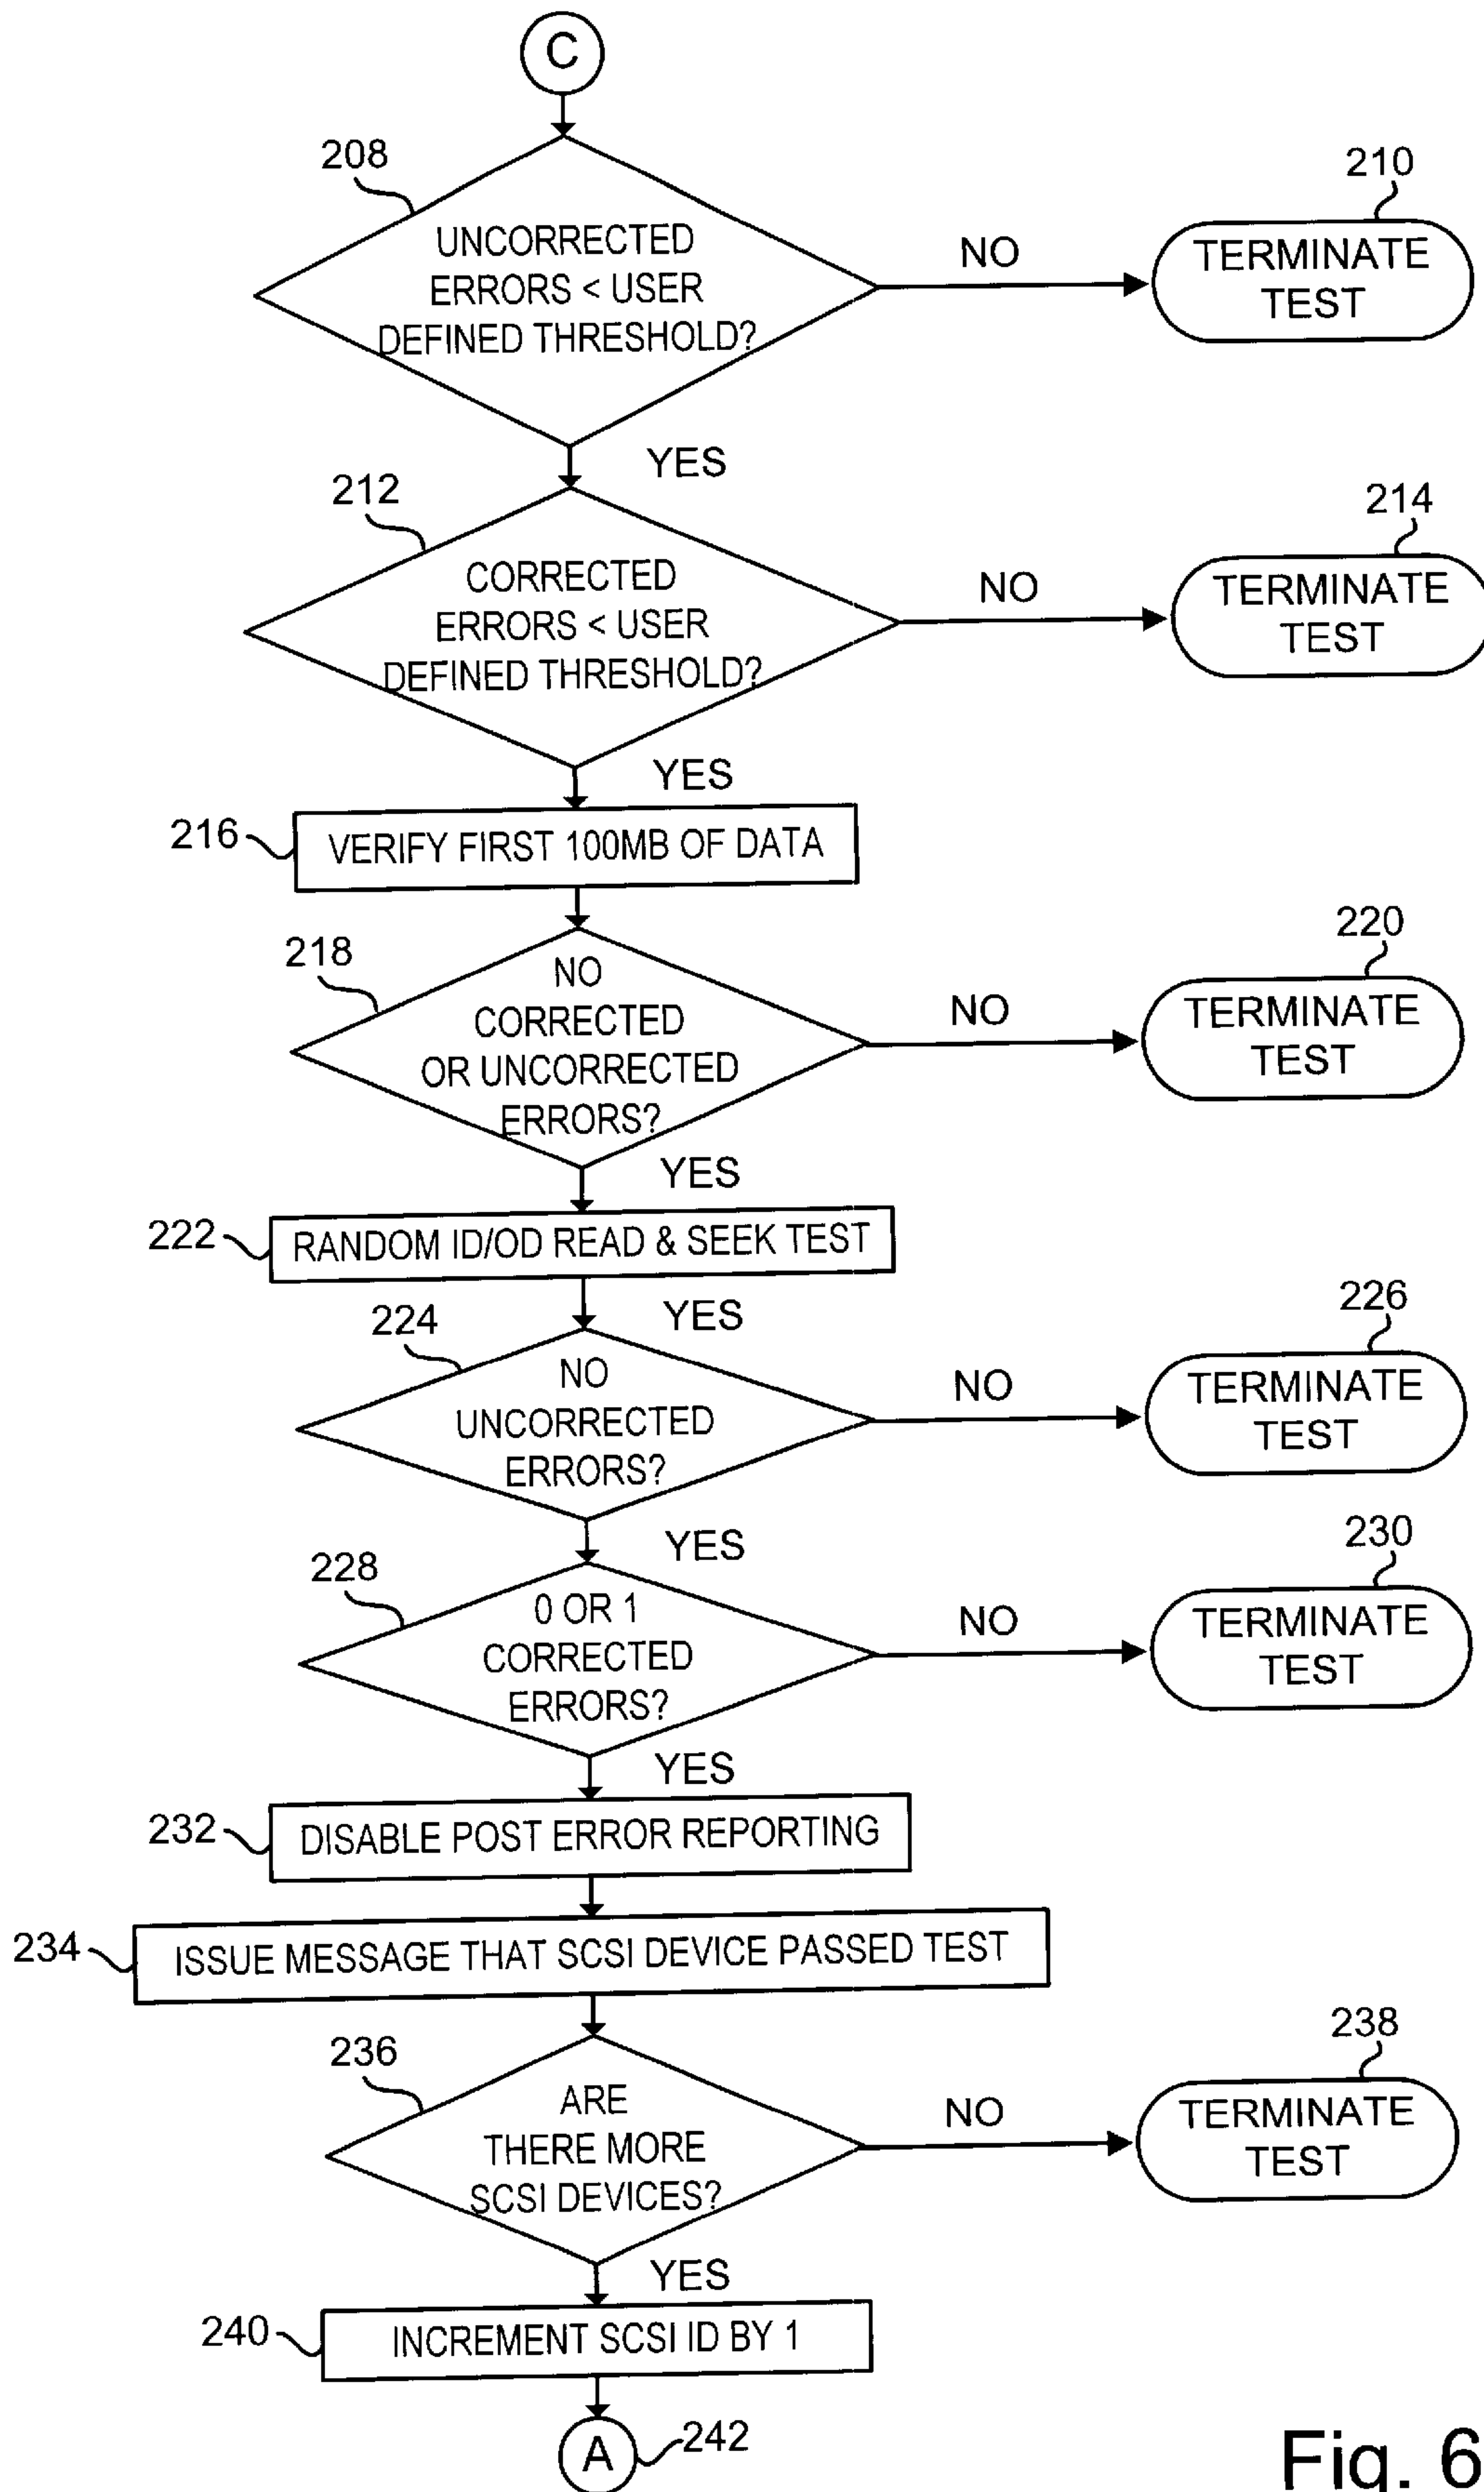 C
208
UNCORRECTED
ERRORS < USER
DEFINED THRESHOLD?
NO
210
TERMINATE
TEST
YES
212
CORRECTED
ERRORS < USER
DEFINED THRESHOLD?
NO
214
TERMINATE
TEST
YES
216
VERIFY FIRST 100MB OF DATA
218
NO
CORRECTED
OR UNCORRECTED
ERRORS?
NO
220
TERMINATE
TEST
YES
222
RANDOM ID/OD READ & SEEK TEST
YES
224
NO
UNCORRECTED
ERRORS?
NO
226
TERMINATE
TEST
YES
228
0 OR 1
CORRECTED
ERRORS?
NO
230
TERMINATE
TEST
YES
232
DISABLE POST ERROR REPORTING
234
ISSUE MESSAGE THAT SCSI DEVICE PASSED TEST
236
ARE
THERE MORE
SCSI DEVICES?
NO
238
TERMINATE
TEST
YES
240
INCREMENT SCSI ID BY 1
A
242
Fig. 6